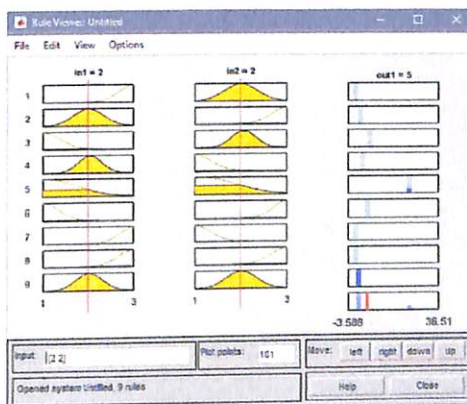 Rule Viewer: Untitled
File Edit View Options
in1 = 2 in2 = 2 out1 = 5
1
2
3
4
5
6
7
8
9
1 3 1 3
-3.588 36.51
Input: [2 2] Plot points: 101 Move: left right down up
Opened system Untitled, 9 rules Help Close